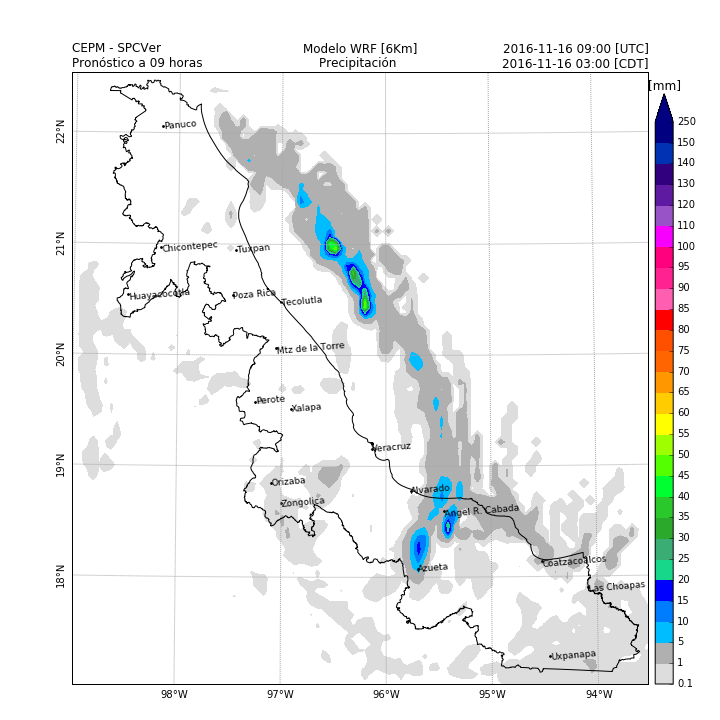 CEPM - SPCVer Modelo WRF [6Km] 2016-11-16 09:00 [UTC]
Pronóstico a 09 horas Precipitación 2016-11-16 03:00 [CDT]
[mm]
250
150
140
130
120
110
100
95
90
85
80
75
70
65
60
55
50
45
40
35
30
25
20
15
10
5
1
0.1
22°N
21°N
20°N
19°N
18°N
Panuco
Chicontepec
Tuxpan
Huayacocotla
Poza Rica
Tecolutla
Mtz de la Torre
Perote
Xalapa
Veracruz
Orizaba
Alvarado
Zongolica
Angel R. Cabada
Azueta
Coatzacoalcos
Las Choapas
Uxpanapa
98°W 97°W 96°W 95°W 94°W